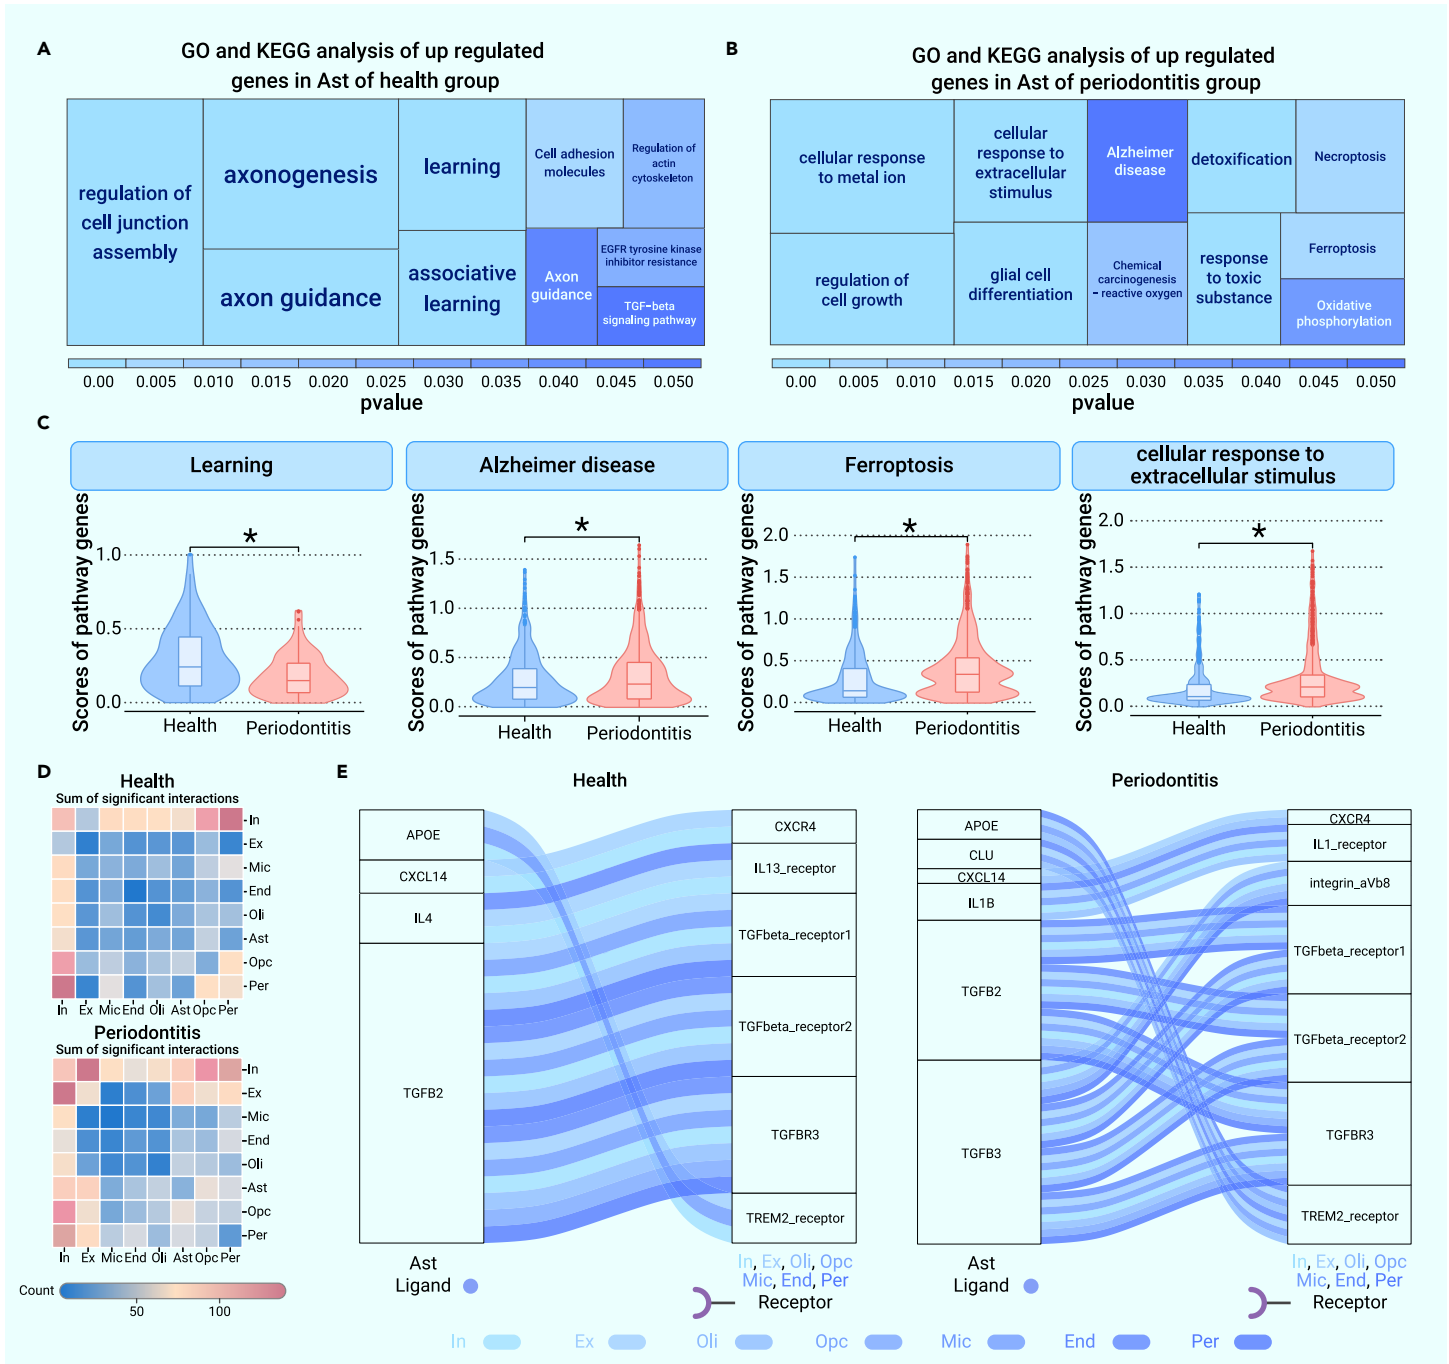 A
GO and KEGG analysis of up regulated
genes in Ast of health group
regulation of
cell junction
assembly
axonogenesis
axon guidance
learning
associative
learning
Cell adhesion
molecules
Regulation of
actin
cytoskeleton
Axon
guidance
EGFR tyrosine kinase
inhibitor resistance
TGF-beta
signaling pathway
0.00 0.005 0.010 0.015 0.020 0.025 0.030 0.035 0.040 0.045 0.050
pvalue
B
GO and KEGG analysis of up regulated
genes in Ast of periodontitis group
cellular response
to metal ion
regulation of
cell growth
cellular
response to
extracellular
stimulus
glial cell
differentiation
Alzheimer
disease
Chemical
carcinogenesis
- reactive oxygen
detoxification
response
to toxic
substance
Necroptosis
Ferroptosis
Oxidative
phosphorylation
0.00 0.005 0.010 0.015 0.020 0.025 0.030 0.035 0.040 0.045 0.050
pvalue
C
Learning
Scores of pathway genes
1.0
0.5
0.0
*
Health Periodontitis
Alzheimer disease
Scores of pathway genes
1.5
1.0
0.5
0.0
*
Health Periodontitis
Ferroptosis
Scores of pathway genes
2.0
1.5
1.0
0.5
0.0
*
Health Periodontitis
cellular response to
extracellular stimulus
Scores of pathway genes
2.0
1.5
1.0
0.5
0.0
*
Health Periodontitis
D
Health
Sum of significant interactions
In
Ex
Mic
End
Oli
Ast
Opc
Per
In Ex Mic End Oli Ast Opc Per
Periodontitis
Sum of significant interactions
In
Ex
Mic
End
Oli
Ast
Opc
Per
In Ex Mic End Oli Ast Opc Per
Count
50 100
E
Health
APOE
CXCL14
IL4
TGFB2
CXCR4
IL13_receptor
TGFbeta_receptor1
TGFbeta_receptor2
TGFBR3
TREM2_receptor
Ast
Ligand
In, Ex, Oli, Opc
Mic, End, Per
Receptor
Periodontitis
APOE
CLU
CXCL14
IL1B
TGFB2
TGFB3
CXCR4
IL1_receptor
integrin_aVb8
TGFbeta_receptor1
TGFbeta_receptor2
TGFBR3
TREM2_receptor
Ast
Ligand
In, Ex, Oli, Opc
Mic, End, Per
Receptor
In Ex Oli Opc Mic End Per